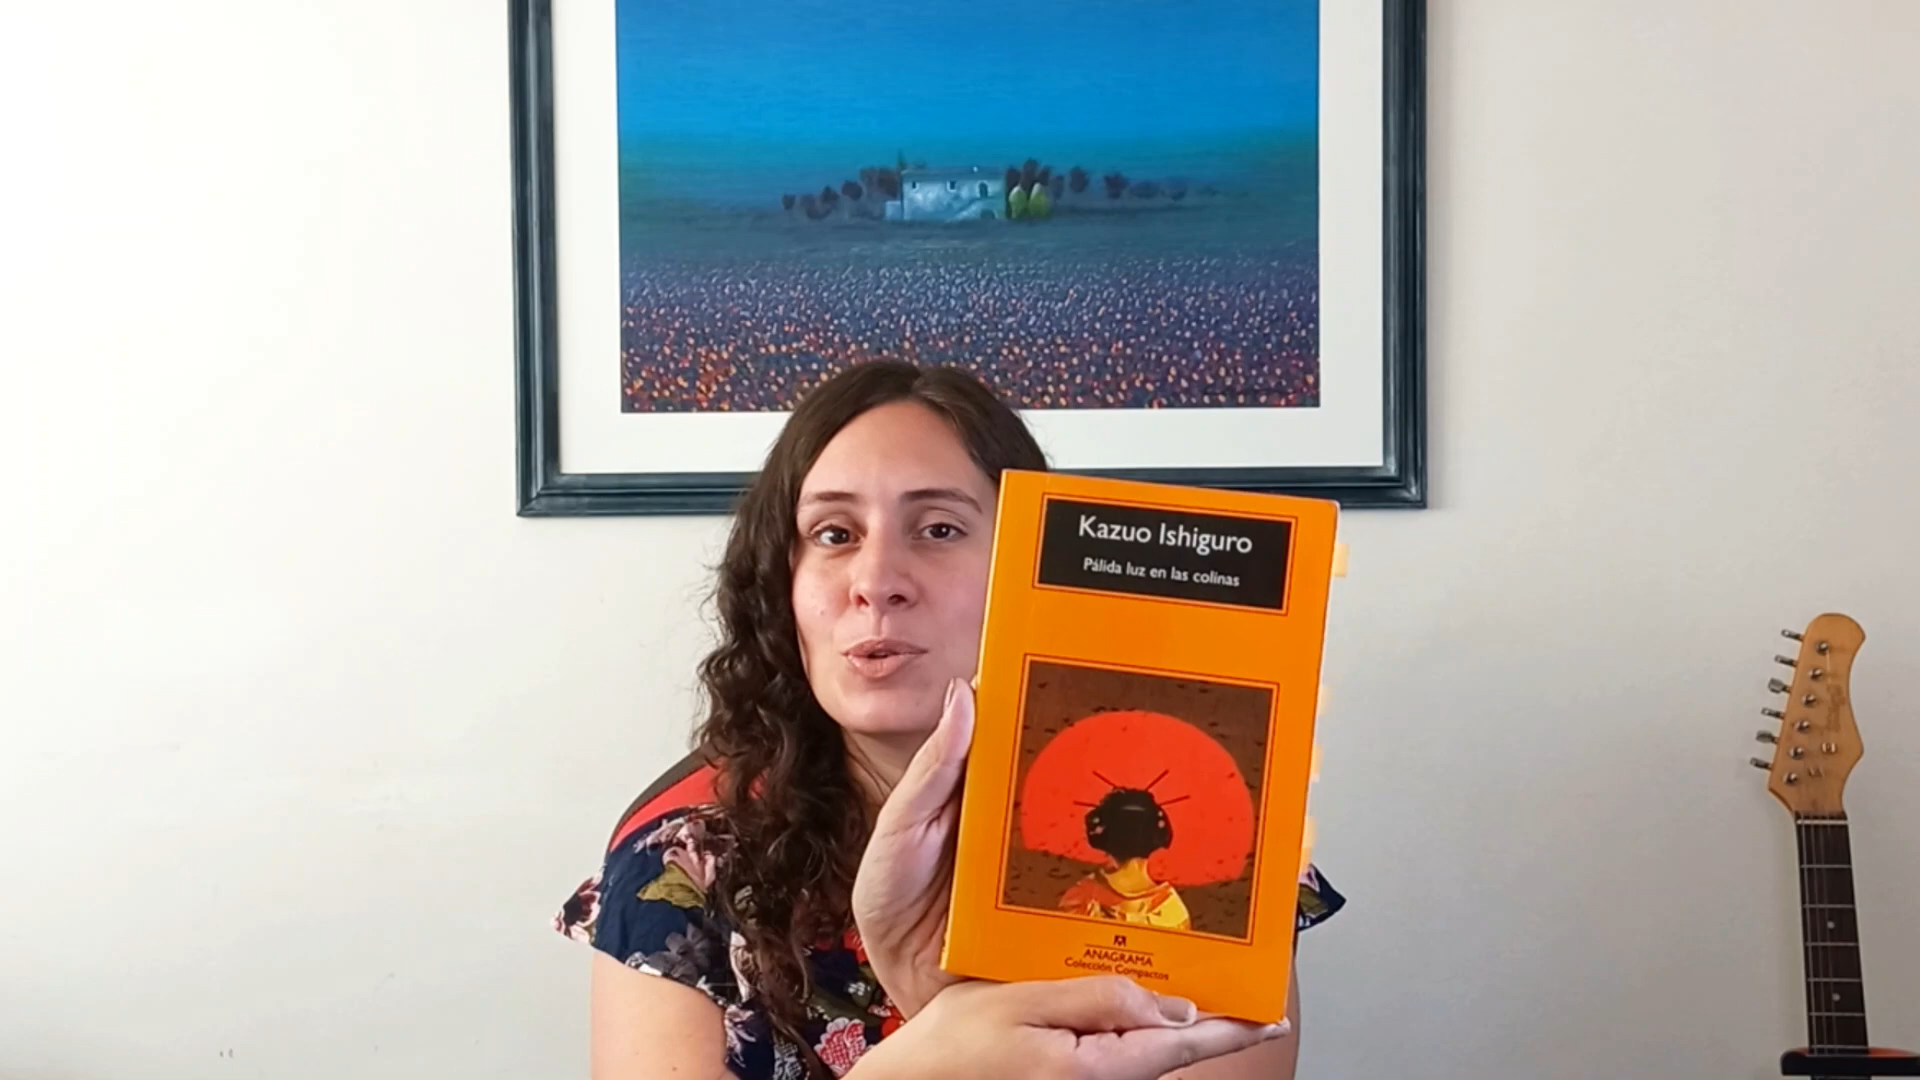 Kazuo Ishiguro
Pálida luz en las colinas
ANAGRAMA
Colección Compactos